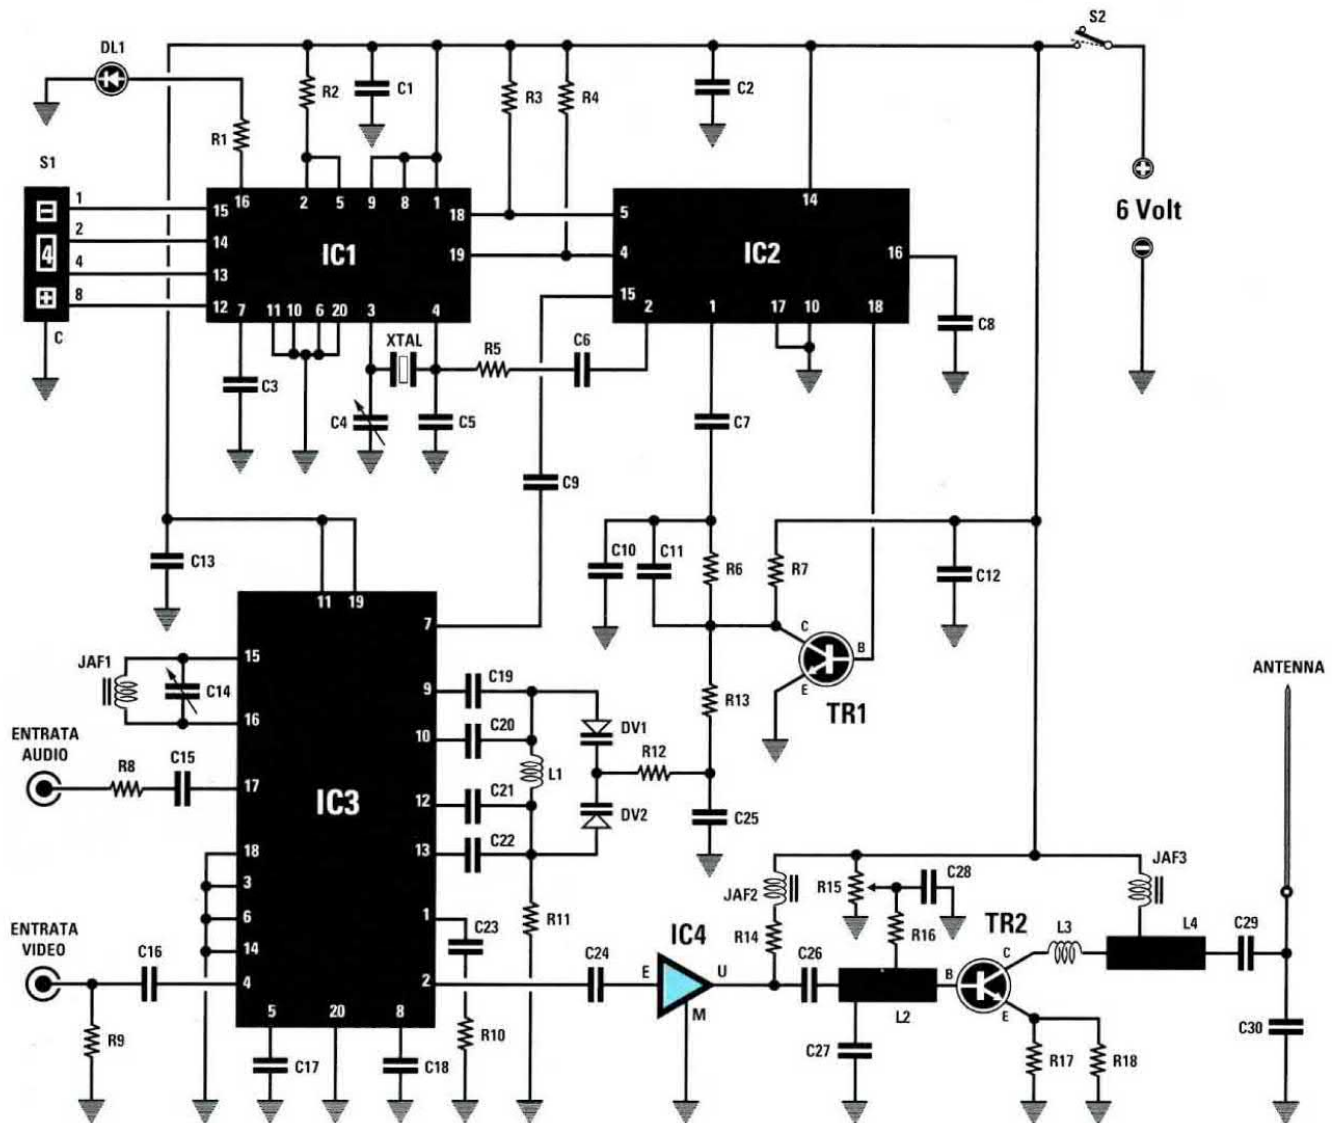 S2
DL1
R2
C1
R3
R4
C2
R1
S1
6 Volt
1
2
4
8
C
4
15
14
13
12
16
2
5
9
8
1
18
19
IC1
7
11
10
6
20
3
4
5
4
15
14
IC2
16
2
1
17
10
18
XTAL
R5
C6
C8
C3
C4
C5
C7
C9
C13
C10
C11
R6
R7
C12
11
19
7
JAF1
C14
15
16
C
B
E
TR1
ANTENNA
9
C19
R13
ENTRATA
AUDIO
R8
C15
17
10
C20
DV1
L1
R12
IC3
12
C21
DV2
C25
18
13
C22
3
6
14
JAF2
R15
C28
JAF3
1
C23
R11
ENTRATA
VIDEO
C16
4
2
C24
IC4
E
U
M
R14
R16
TR2
L3
L4
C29
C26
B
C
E
L2
R9
5
20
8
C17
C18
R10
C27
R17
R18
C30